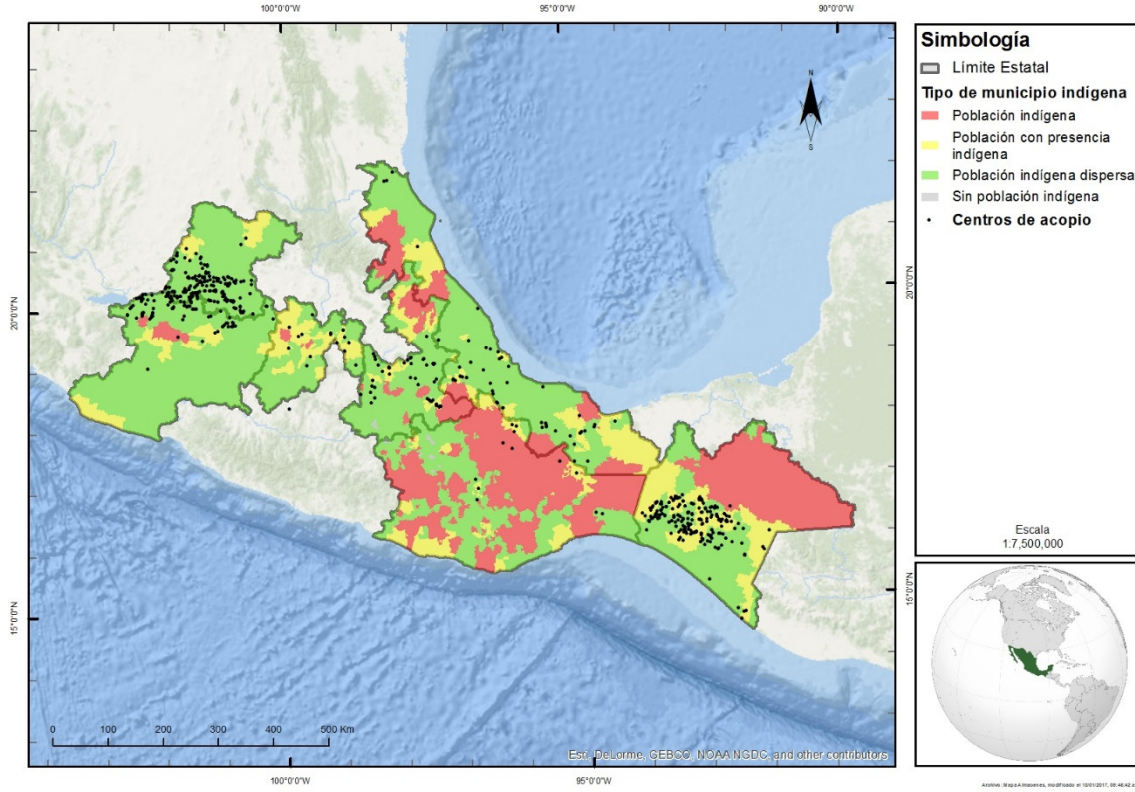 100°0'0"W
95°0'0"W
90°0'0"W
Simbología
Límite Estatal
Tipo de municipio indígena
Población indígena
Población con presencia
indígena
Población indígena dispersa
Sin población indígena
Centros de acopio
N
S
20°0'0"N
20°0'0"N
15°0'0"N
15°0'0"N
Escala
1:7,500,000
0 100 200 300 400 500 Km
Esri, DeLorme, GEBCO, NOAA NGDC, and other contributors
100°0'0"W
95°0'0"W